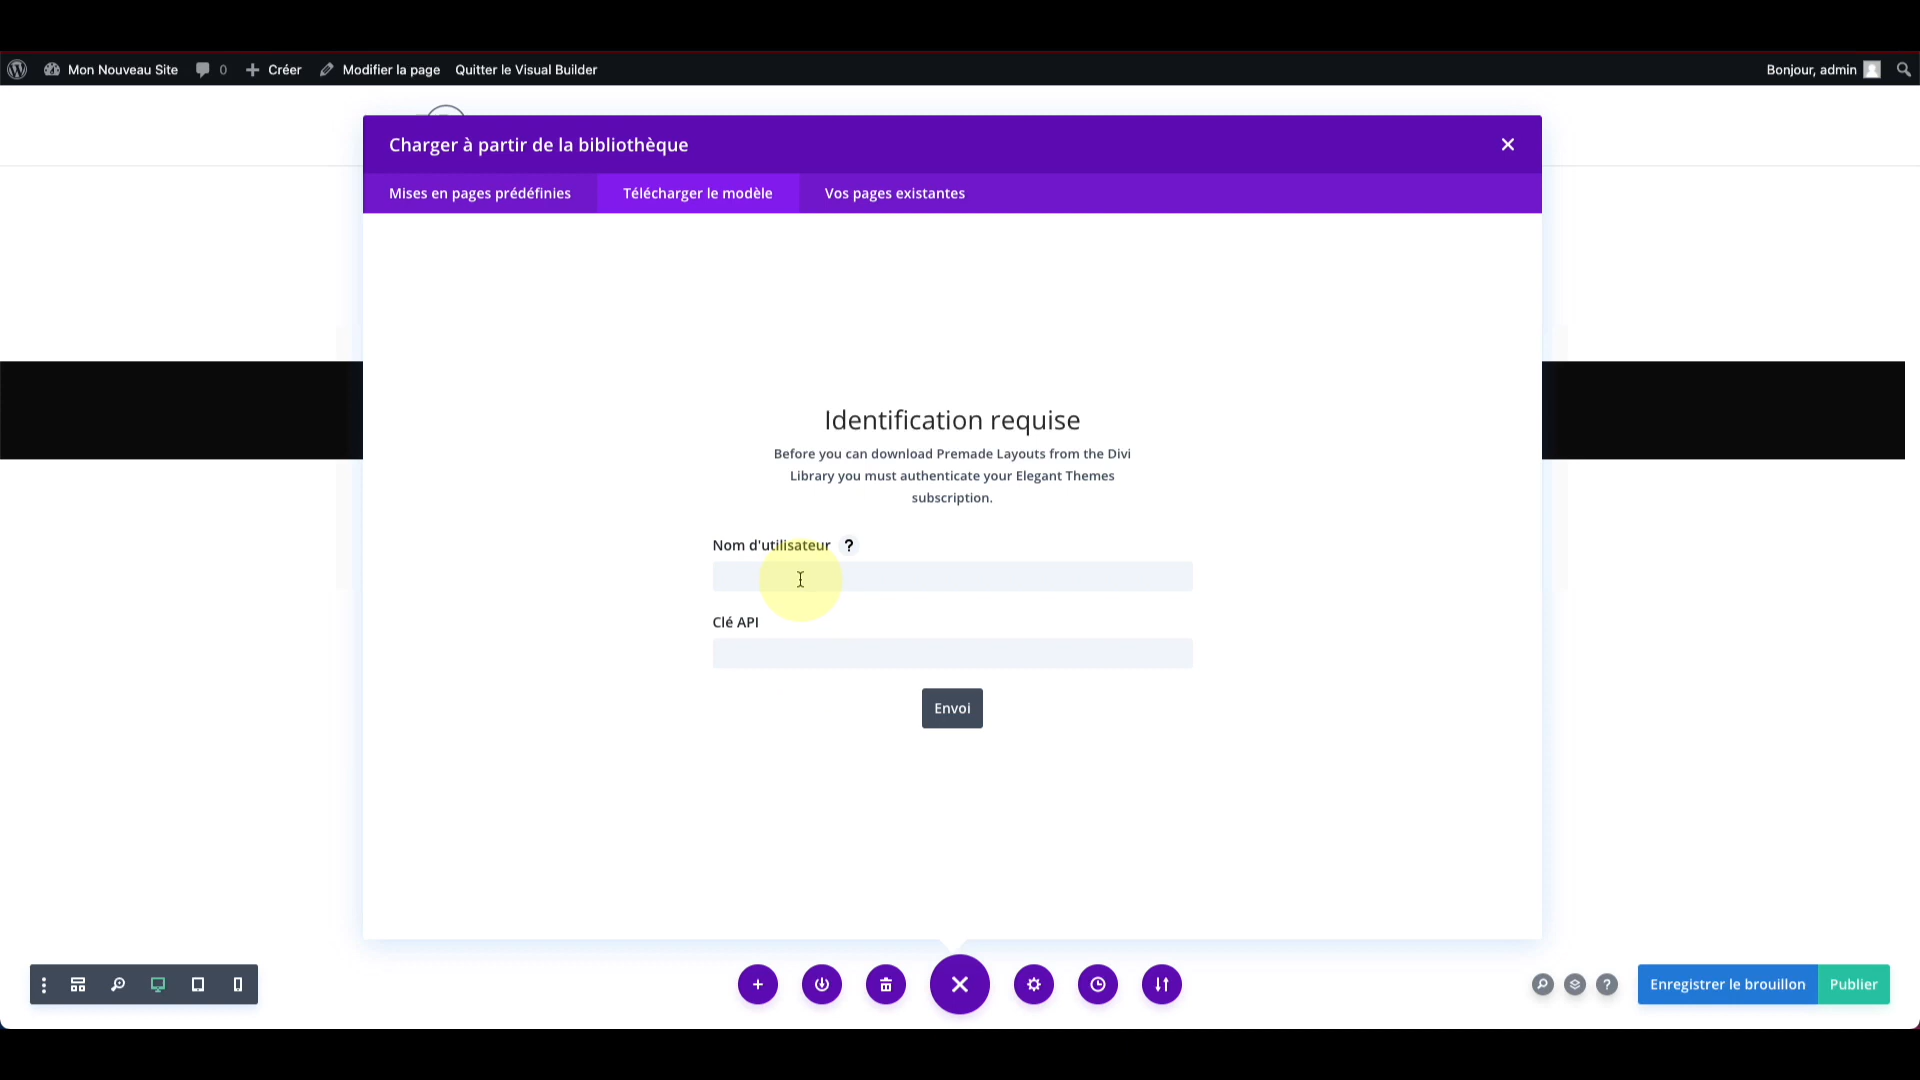 Mon Nouveau Site
0
Créer
Modifier la page
Quitter le Visual Builder
Bonjour, admin
Charger à partir de la bibliothèque
Mises en pages prédéfinies
Télécharger le modèle
Vos pages existantes
Identification requise
Before you can download Premade Layouts from the Divi
Library you must authenticate your Elegant Themes
subscription.
Nom d'utilisateur ?
Clé API
Envoi
?
Enregistrer le brouillon
Publier